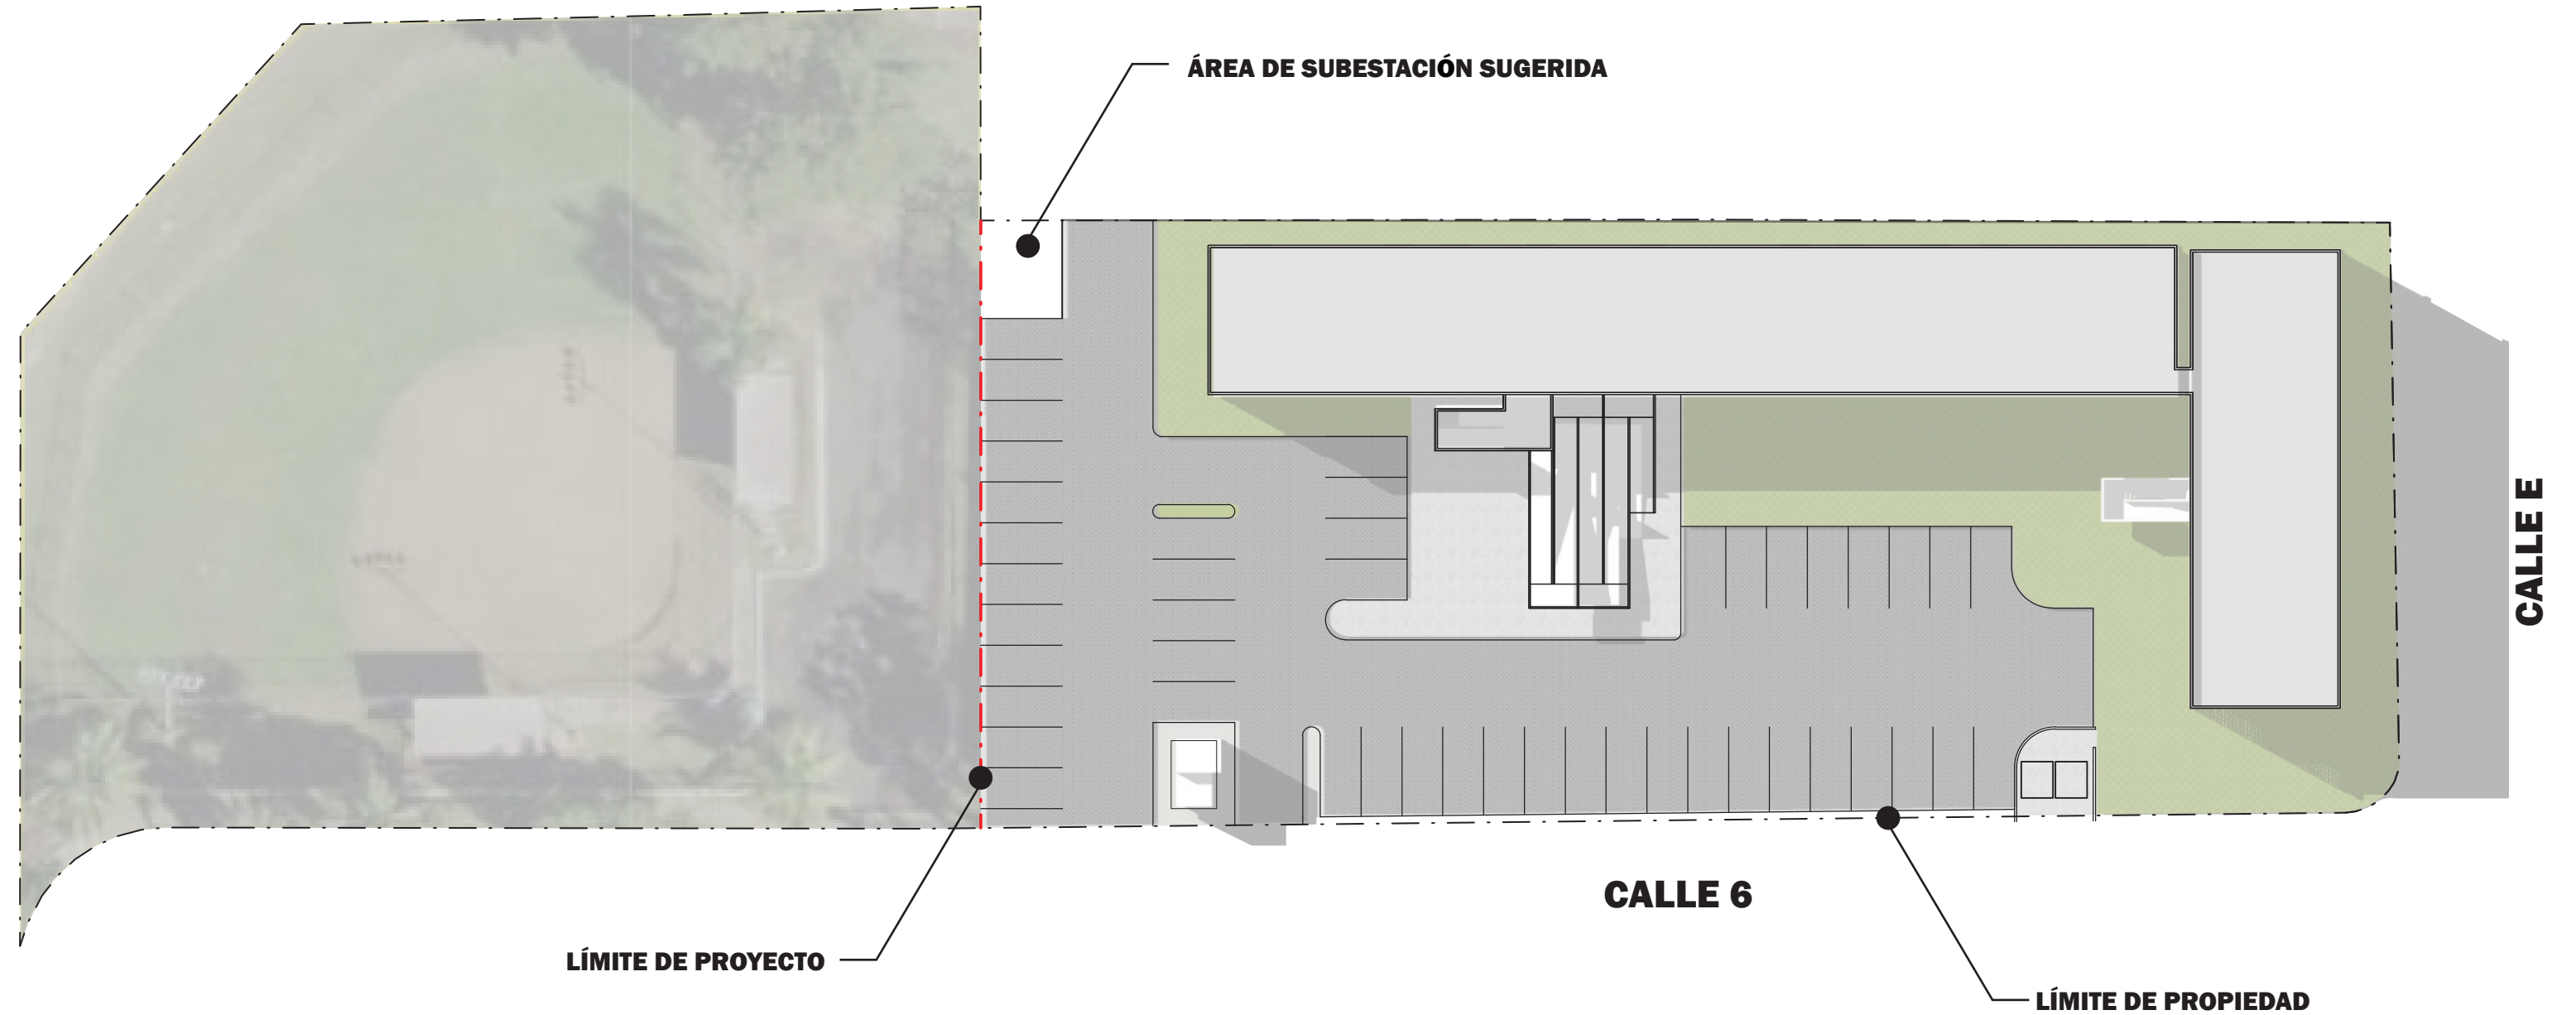 ÁREA DE SUBESTACIÓN SUGERIDA
CALLE E
CALLE 6
LÍMITE DE PROYECTO
LÍMITE DE PROPIEDAD